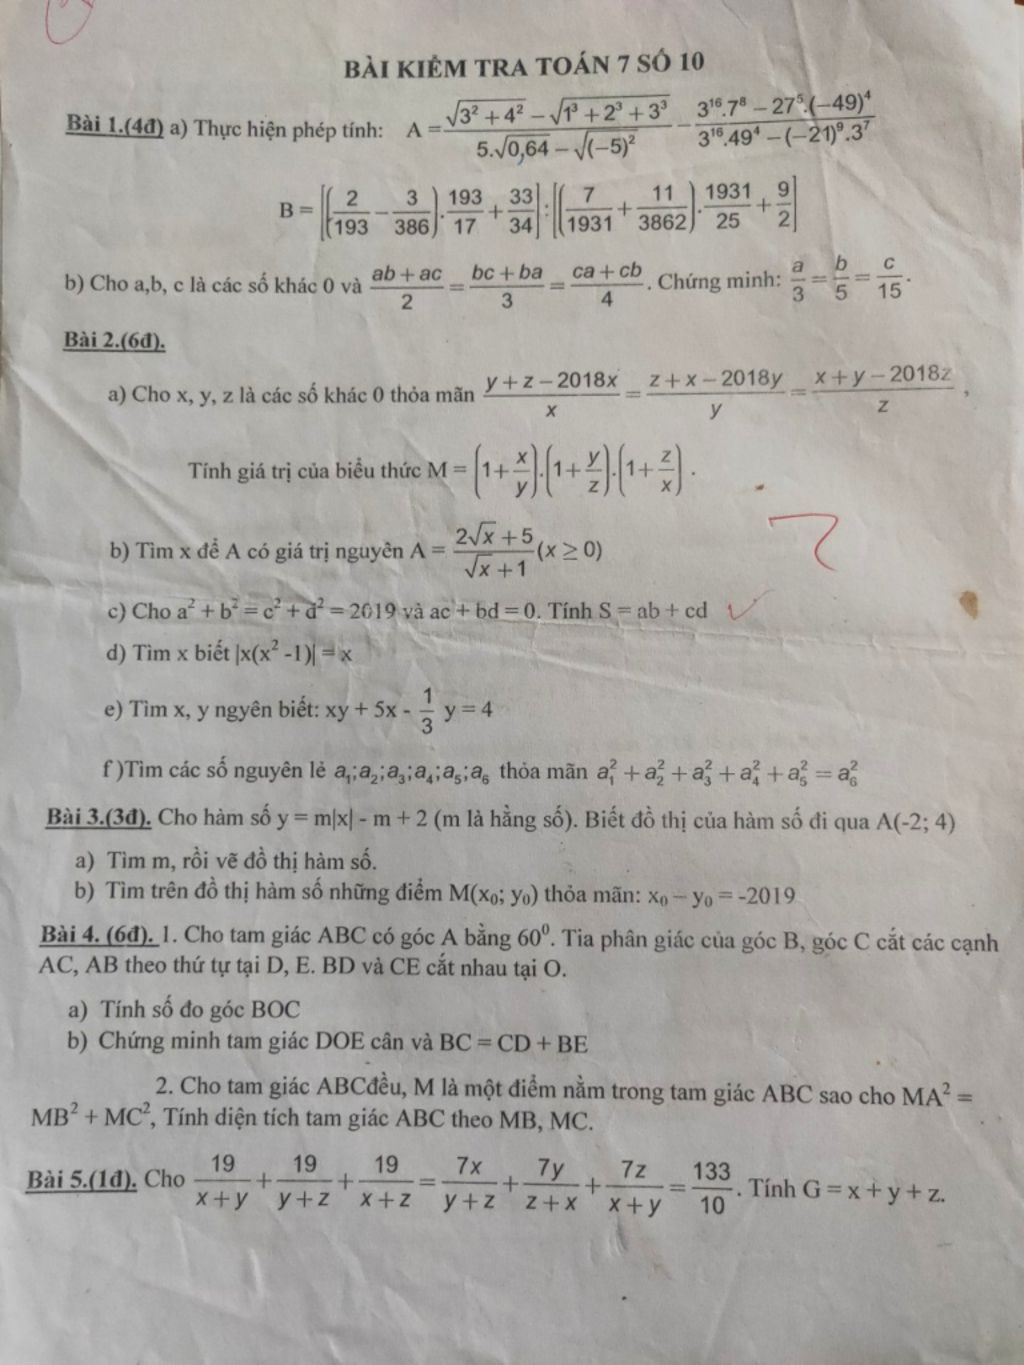 BÀI KIỂM TRA TOÁN 7 SỐ 10
Bài 1.(4đ) a) Thực hiện phép tính: A = (√(3² + 4²) − √(1³ + 2³ + 3³))/(5.√0,64 − √(−5)²) − (3¹⁶.7⁸ − 27⁵.(−49)⁴)/(3¹⁶.49⁴ − (−21)⁹.3⁷)
B = [(2/193 − 3/386).193/17 + 33/34]:[(7/1931 + 11/3862).1931/25 + 9/2]
b) Cho a,b, c là các số khác 0 và (ab + ac)/2 = (bc + ba)/3 = (ca + cb)/4. Chứng minh: a/3 = b/5 = c/15.
Bài 2.(6đ).
a) Cho x, y, z là các số khác 0 thỏa mãn (y + z − 2018x)/x = (z + x − 2018y)/y = (x + y − 2018z)/z ,
Tính giá trị của biểu thức M = (1 + x/y).(1 + y/z).(1 + z/x) .
b) Tìm x để A có giá trị nguyên A = (2√x + 5)/(√x + 1) (x ≥ 0)
c) Cho a² + b² = c² + d² = 2019 và ac + bd = 0. Tính S = ab + cd
d) Tìm x biết |x(x² -1)| = x
e) Tìm x, y ngyên biết: xy + 5x - 1/3 y = 4
f )Tìm các số nguyên lẻ a₁;a₂;a₃;a₄;a₅;a₆ thỏa mãn a₁² + a₂² + a₃² + a₄² + a₅² = a₆²
Bài 3.(3đ). Cho hàm số y = m|x| - m + 2 (m là hằng số). Biết đồ thị của hàm số đi qua A(-2; 4)
a) Tìm m, rồi vẽ đồ thị hàm số.
b) Tìm trên đồ thị hàm số những điểm M(x₀; y₀) thỏa mãn: x₀ – y₀ = -2019
Bài 4. (6đ). 1. Cho tam giác ABC có góc A bằng 60⁰. Tia phân giác của góc B, góc C cắt các cạnh
AC, AB theo thứ tự tại D, E. BD và CE cắt nhau tại O.
a) Tính số đo góc BOC
b) Chứng minh tam giác DOE cân và BC = CD + BE
2. Cho tam giác ABCđều, M là một điểm nằm trong tam giác ABC sao cho MA² =
MB² + MC², Tính diện tích tam giác ABC theo MB, MC.
Bài 5.(1đ). Cho 19/(x + y) + 19/(y + z) + 19/(x + z) = 7x/(y + z) + 7y/(z + x) + 7z/(x + y) = 133/10. Tính G = x + y + z.